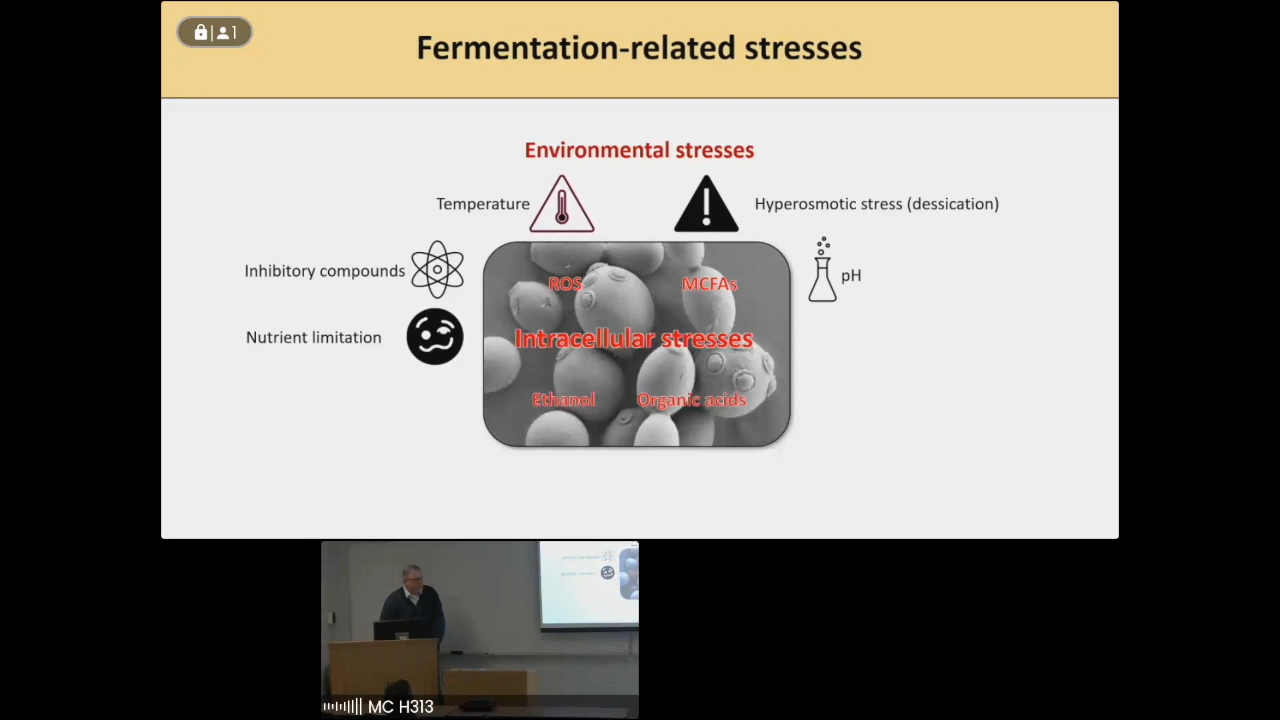 1
Fermentation-related stresses
Environmental stresses
Temperature
Hyperosmotic stress (dessication)
Inhibitory compounds
pH
ROS
MCFAs
Nutrient limitation
Intracellular stresses
Ethanol
Organic acids
MC H313